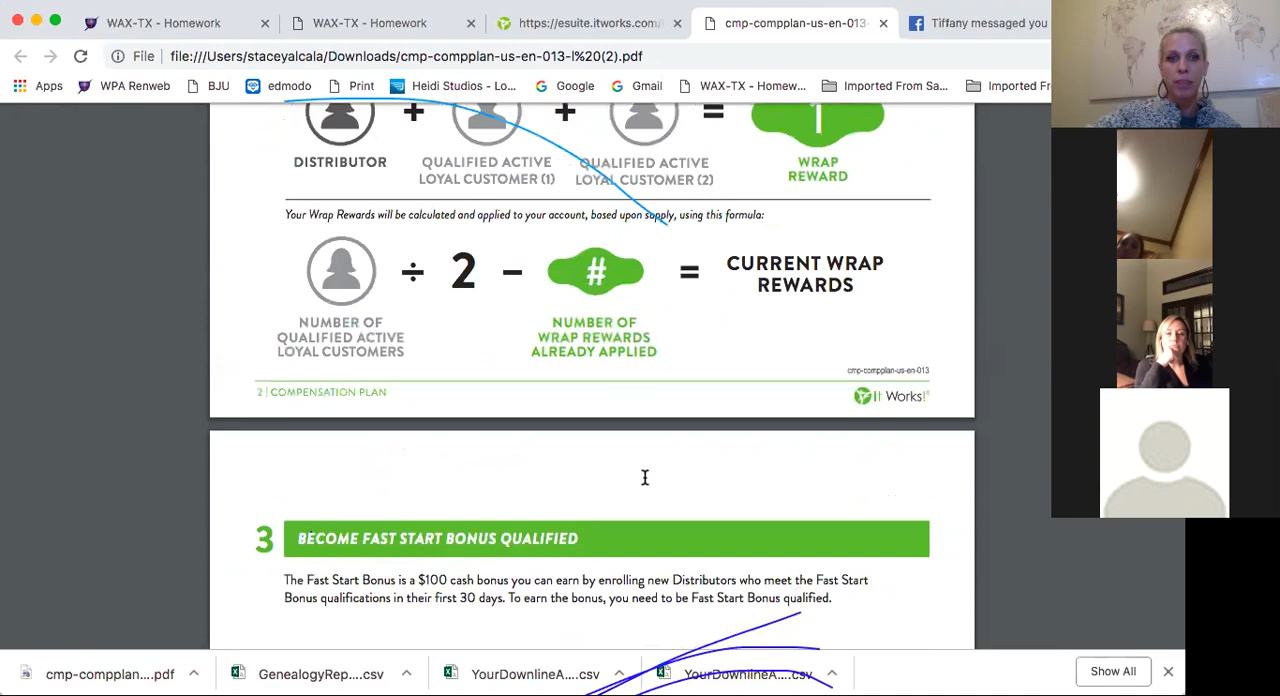 WAX-TX - Homework
WAX-TX - Homework
https://esuite.itworks.com/
cmp-compplan-us-en-013-
Tiffany messaged you
File
file:///Users/staceyalcala/Downloads/cmp-compplan-us-en-013-l%20(2).pdf
Apps WPA Renweb BJU edmodo Print Heidi Studios - Lo... Google Gmail WAX-TX - Homew... Imported From Sa... Imported Fr
+ + = 1
DISTRIBUTOR
QUALIFIED ACTIVE
LOYAL CUSTOMER (1)
QUALIFIED ACTIVE
LOYAL CUSTOMER (2)
WRAP
REWARD
Your Wrap Rewards will be calculated and applied to your account, based upon supply, using this formula:
÷ 2 – # = CURRENT WRAP
REWARDS
NUMBER OF
QUALIFIED ACTIVE
LOYAL CUSTOMERS
NUMBER OF
WRAP REWARDS
ALREADY APPLIED
cmp-compplan-us-en-013
2 | COMPENSATION PLAN
It Works!®
3 BECOME FAST START BONUS QUALIFIED
The Fast Start Bonus is a $100 cash bonus you can earn by enrolling new Distributors who meet the Fast Start
Bonus qualifications in their first 30 days. To earn the bonus, you need to be Fast Start Bonus qualified.
cmp-compplan....pdf
GenealogyRep....csv
YourDownlineA....csv
YourDownlineA....csv
Show All